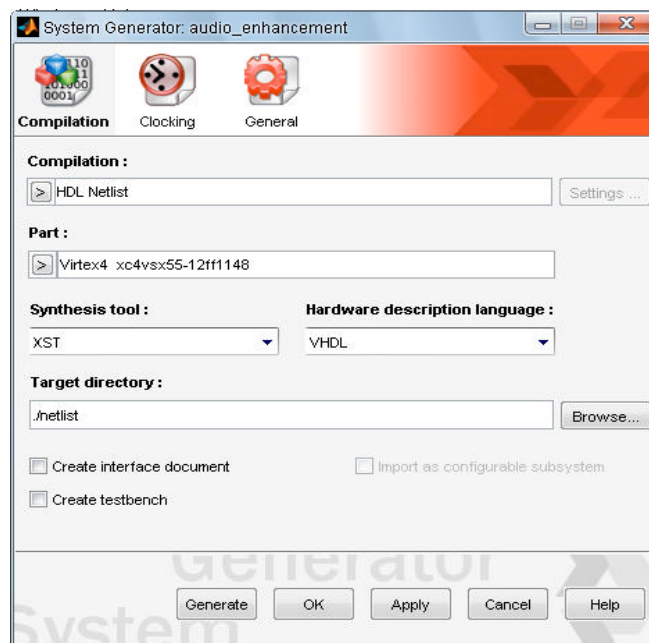 System Generator: audio_enhancement
Compilation
Clocking
General
Compilation :
> HDL Netlist
Settings ...
Part :
> Virtex4 xc4vsx55-12ff1148
Synthesis tool :
Hardware description language :
XST
VHDL
Target directory :
./netlist
Browse...
Create interface document
Import as configurable subsystem
Create testbench
Generator
Generate
OK
Apply
Cancel
Help
System